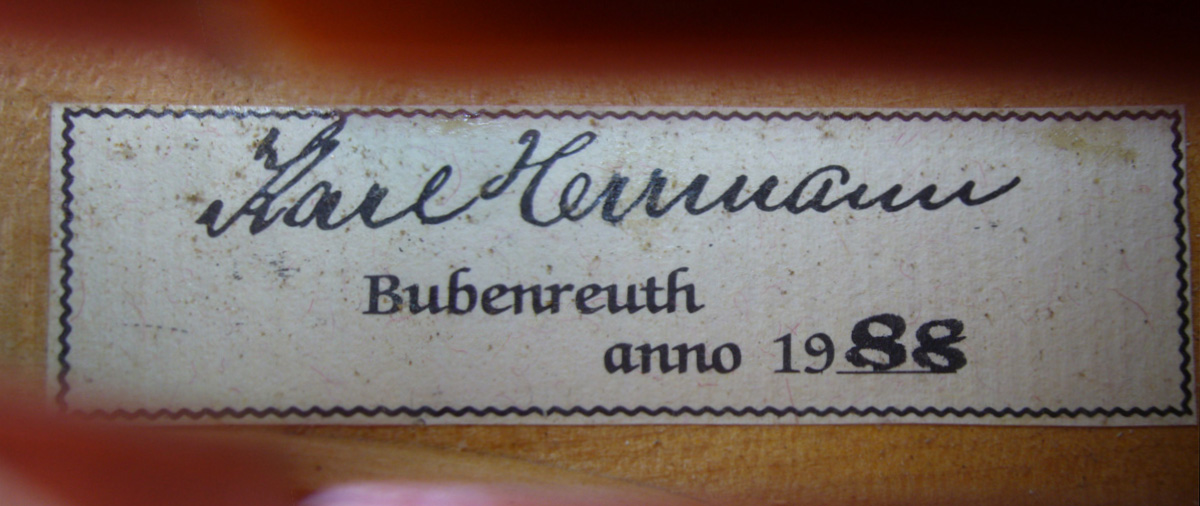 Karl Herrmann
Bubenreuth
anno 1988